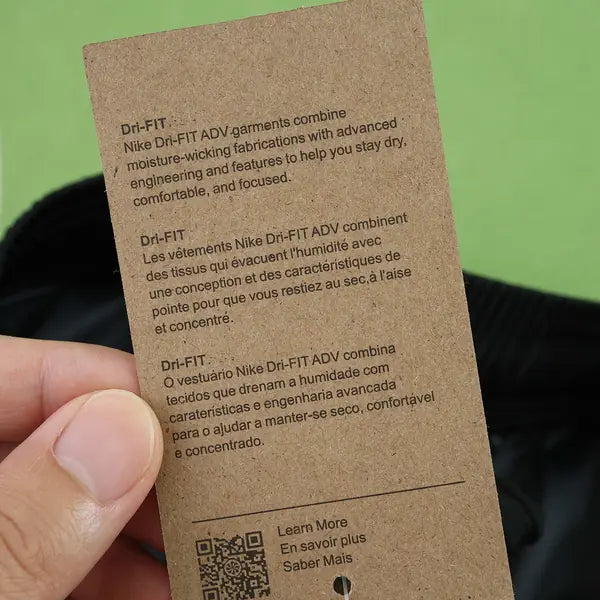 Dri-FIT
Nike Dri-FIT ADV garments combine
moisture-wicking fabrications with advanced
engineering and features to help you stay dry,
comfortable, and focused.
Dri-FIT
Les vêtements Nike Dri-FIT ADV combinent
des tissus qui évacuent l'humidité avec
une conception et des caractéristiques de
pointe pour que vous restiez au sec,à l'aise
et concentré.
Dri-FIT
O vestuário Nike Dri-FIT ADV combina
tecidos que drenam a humidade com
caraterísticas e engenharia avançada
para o ajudar a manter-se seco, confortável
e concentrado.
Learn More
En savoir plus
Saber Mais